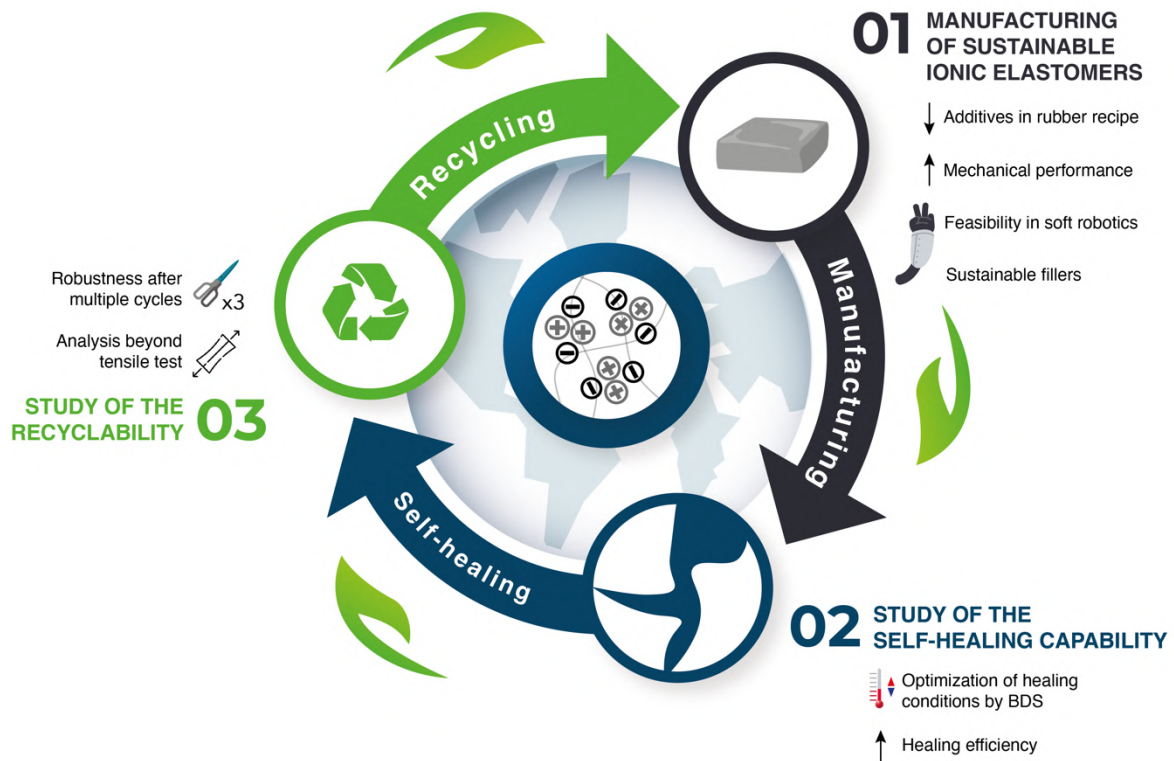 01 MANUFACTURING
OF SUSTAINABLE
IONIC ELASTOMERS
Additives in rubber recipe
Mechanical performance
Feasibility in soft robotics
Sustainable fillers
Recycling
Manufacturing
Self-healing
02 STUDY OF THE
SELF-HEALING CAPABILITY
Optimization of healing
conditions by BDS
Healing efficiency
Robustness after
multiple cycles
x3
Analysis beyond
tensile test
STUDY OF THE
RECYCLABILITY 03